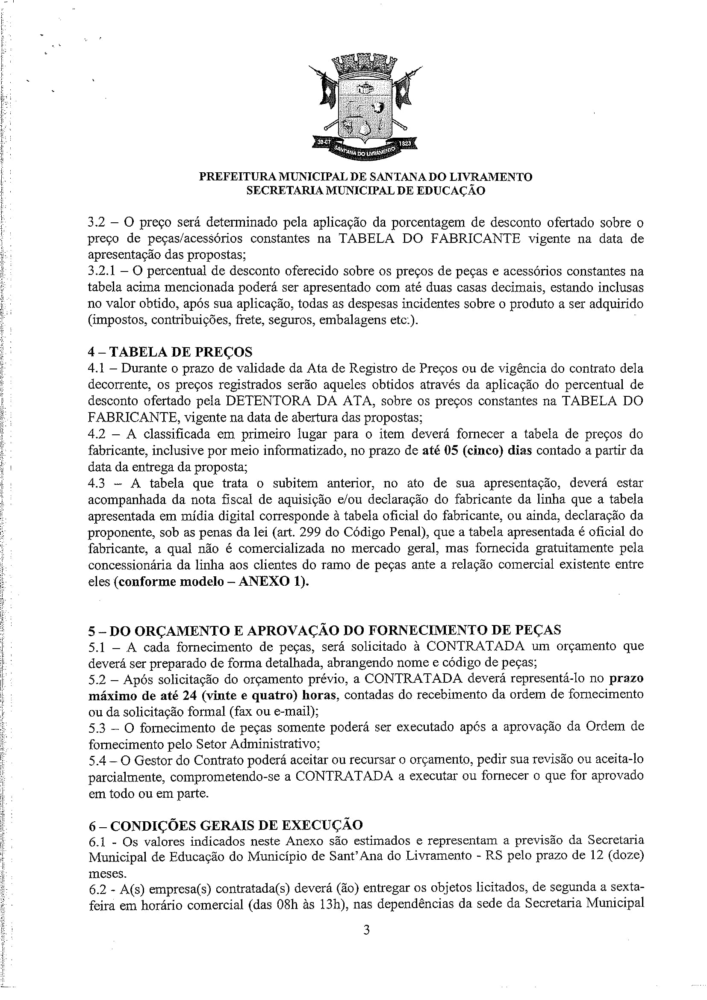 30-07
1823
SANT'ANA DO LIVRAMENTO
PREFEITURA MUNICIPAL DE SANTANA DO LIVRAMENTO
SECRETARIA MUNICIPAL DE EDUCAÇÃO
3.2 – O preço será determinado pela aplicação da porcentagem de desconto ofertado sobre o
preço de peças/acessórios constantes na TABELA DO FABRICANTE vigente na data de
apresentação das propostas;
3.2.1 – O percentual de desconto oferecido sobre os preços de peças e acessórios constantes na
tabela acima mencionada poderá ser apresentado com até duas casas decimais, estando inclusas
no valor obtido, após sua aplicação, todas as despesas incidentes sobre o produto a ser adquirido
(impostos, contribuições, frete, seguros, embalagens etc.).
4 – TABELA DE PREÇOS
4.1 – Durante o prazo de validade da Ata de Registro de Preços ou de vigência do contrato dela
decorrente, os preços registrados serão aqueles obtidos através da aplicação do percentual de
desconto ofertado pela DETENTORA DA ATA, sobre os preços constantes na TABELA DO
FABRICANTE, vigente na data de abertura das propostas;
4.2 – A classificada em primeiro lugar para o item deverá fornecer a tabela de preços do
fabricante, inclusive por meio informatizado, no prazo de até 05 (cinco) dias contado a partir da
data da entrega da proposta;
4.3 – A tabela que trata o subitem anterior, no ato de sua apresentação, deverá estar
acompanhada da nota fiscal de aquisição e/ou declaração do fabricante da linha que a tabela
apresentada em mídia digital corresponde à tabela oficial do fabricante, ou ainda, declaração da
proponente, sob as penas da lei (art. 299 do Código Penal), que a tabela apresentada é oficial do
fabricante, a qual não é comercializada no mercado geral, mas fornecida gratuitamente pela
concessionária da linha aos clientes do ramo de peças ante a relação comercial existente entre
eles (conforme modelo – ANEXO 1).
5 – DO ORÇAMENTO E APROVAÇÃO DO FORNECIMENTO DE PEÇAS
5.1 – A cada fornecimento de peças, será solicitado à CONTRATADA um orçamento que
deverá ser preparado de forma detalhada, abrangendo nome e código de peças;
5.2 – Após solicitação do orçamento prévio, a CONTRATADA deverá representá-lo no prazo
máximo de até 24 (vinte e quatro) horas, contadas do recebimento da ordem de fornecimento
ou da solicitação formal (fax ou e-mail);
5.3 – O fornecimento de peças somente poderá ser executado após a aprovação da Ordem de
fornecimento pelo Setor Administrativo;
5.4 – O Gestor do Contrato poderá aceitar ou recursar o orçamento, pedir sua revisão ou aceita-lo
parcialmente, comprometendo-se a CONTRATADA a executar ou fornecer o que for aprovado
em todo ou em parte.
6 – CONDIÇÕES GERAIS DE EXECUÇÃO
6.1 - Os valores indicados neste Anexo são estimados e representam a previsão da Secretaria
Municipal de Educação do Município de Sant'Ana do Livramento - RS pelo prazo de 12 (doze)
meses.
6.2 - A(s) empresa(s) contratada(s) deverá (ão) entregar os objetos licitados, de segunda a sexta-
feira em horário comercial (das 08h às 13h), nas dependências da sede da Secretaria Municipal
3